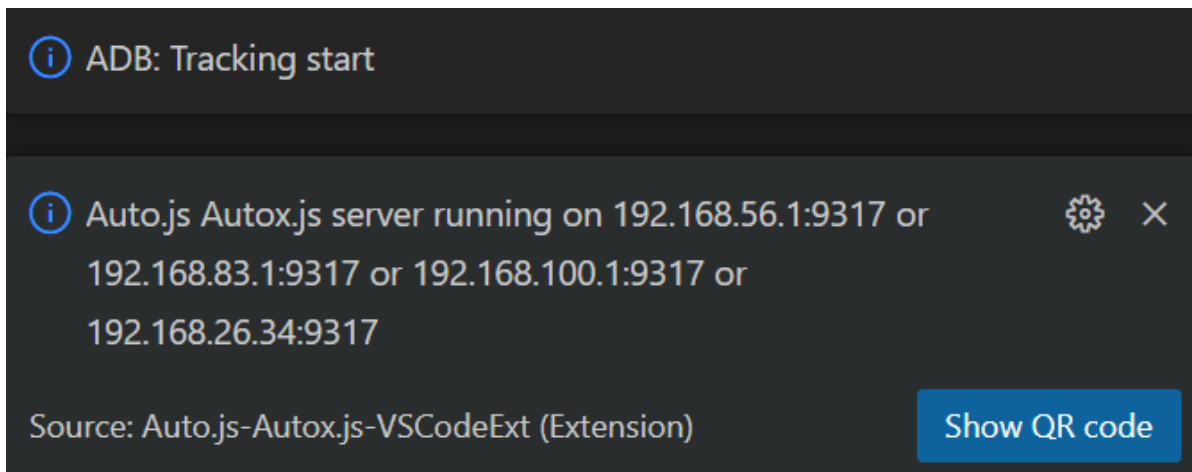 ADB: Tracking start
Auto.js Autox.js server running on 192.168.56.1:9317 or
192.168.83.1:9317 or 192.168.100.1:9317 or
192.168.26.34:9317
Source: Auto.js-Autox.js-VSCodeExt (Extension)
Show QR code